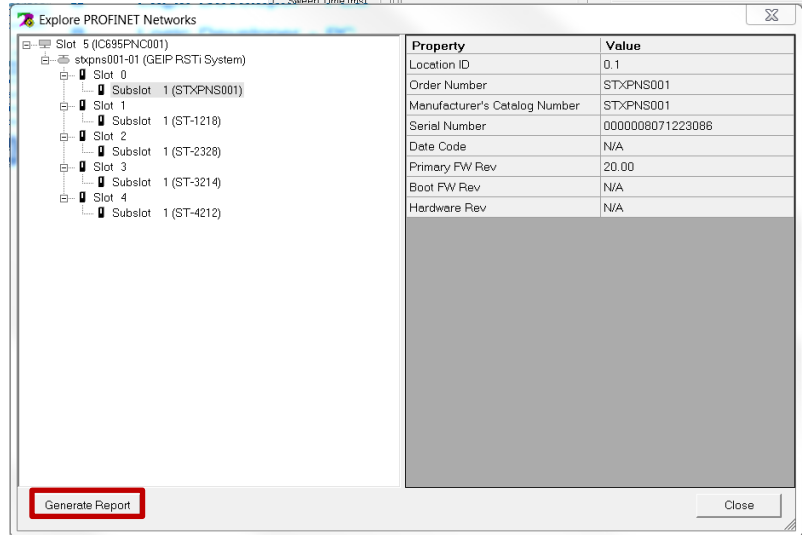 Explore PROFINET Networks
Slot 5 (IC695PNC001)
stxpns001-01 (GEIP RSTi System)
Slot 0
Subslot 1 (STXPNS001)
Slot 1
Subslot 1 (ST-1218)
Slot 2
Subslot 1 (ST-2328)
Slot 3
Subslot 1 (ST-3214)
Slot 4
Subslot 1 (ST-4212)
Property Value
Location ID 0.1
Order Number STXPNS001
Manufacturer's Catalog Number STXPNS001
Serial Number 0000008071223086
Date Code N/A
Primary FW Rev 20.00
Boot FW Rev N/A
Hardware Rev N/A
Generate Report
Close